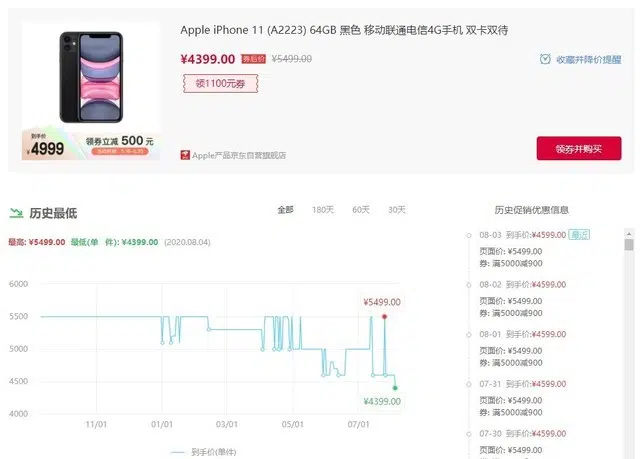 Apple iPhone 11 (A2223) 64GB 黑色 移动联通电信4G手机 双卡双待
¥4399.00 券后价 ¥5499.00
收藏并降价提醒
领1100元券
到手价
¥4999
领券立减 500 元
Apple产品京东自营旗舰店
领券并购买
历史最低
全部 180天 60天 30天
最高: ¥5499.00 最低(单 件): ¥4399.00 (2020.08.04)
6000
5500
5000
4500
4000
¥5499.00
¥4399.00
11/01 01/01 03/01 05/01 07/01
到手价(单件)
历史促销优惠信息
08-03 到手价:¥4599.00 最近
页面价: ¥5499.00
券: 满5000减900
08-02 到手价:¥4599.00
页面价: ¥5499.00
券: 满5000减900
08-01 到手价:¥4599.00
页面价: ¥5499.00
券: 满5000减900
07-31 到手价:¥4599.00
页面价: ¥5499.00
券: 满5000减900
07-30 到手价:¥4599.00
页面价: ¥5499.00